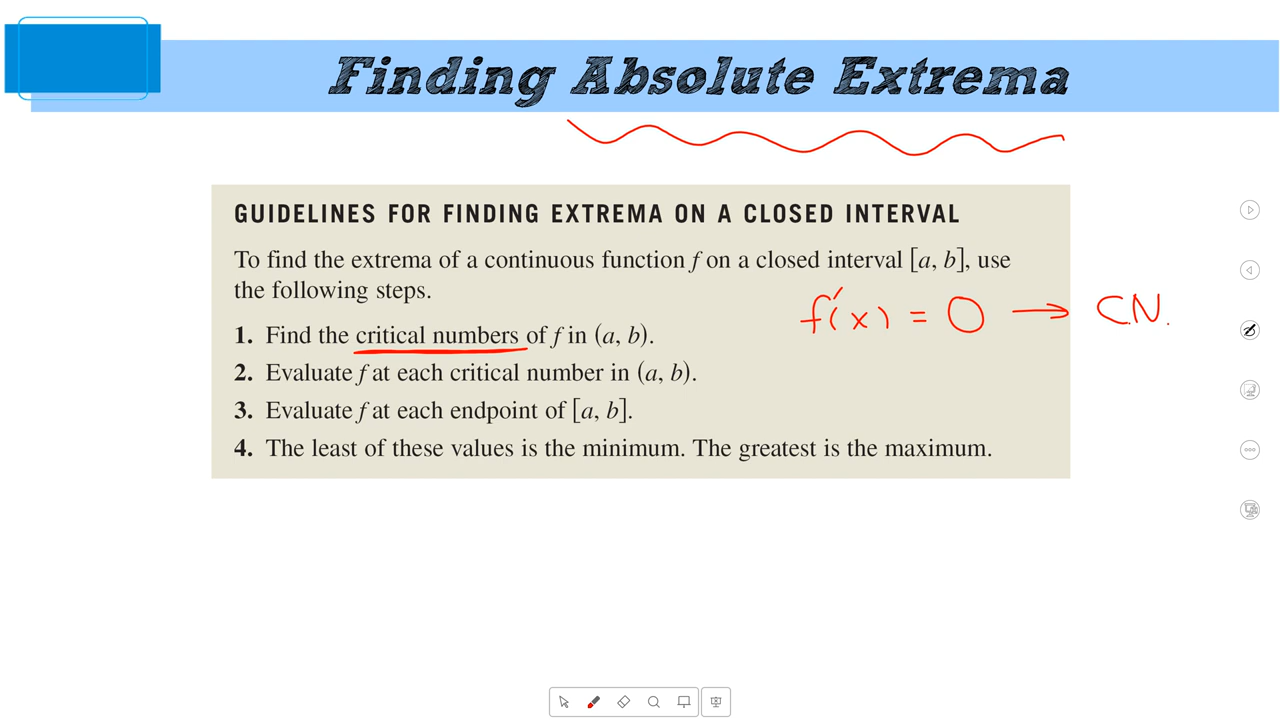 Finding Absolute Extrema
GUIDELINES FOR FINDING EXTREMA ON A CLOSED INTERVAL
To find the extrema of a continuous function f on a closed interval [a, b], use
the following steps.
f'(x) = 0 → C.N.
1. Find the critical numbers of f in (a, b).
2. Evaluate f at each critical number in (a, b).
3. Evaluate f at each endpoint of [a, b].
4. The least of these values is the minimum. The greatest is the maximum.